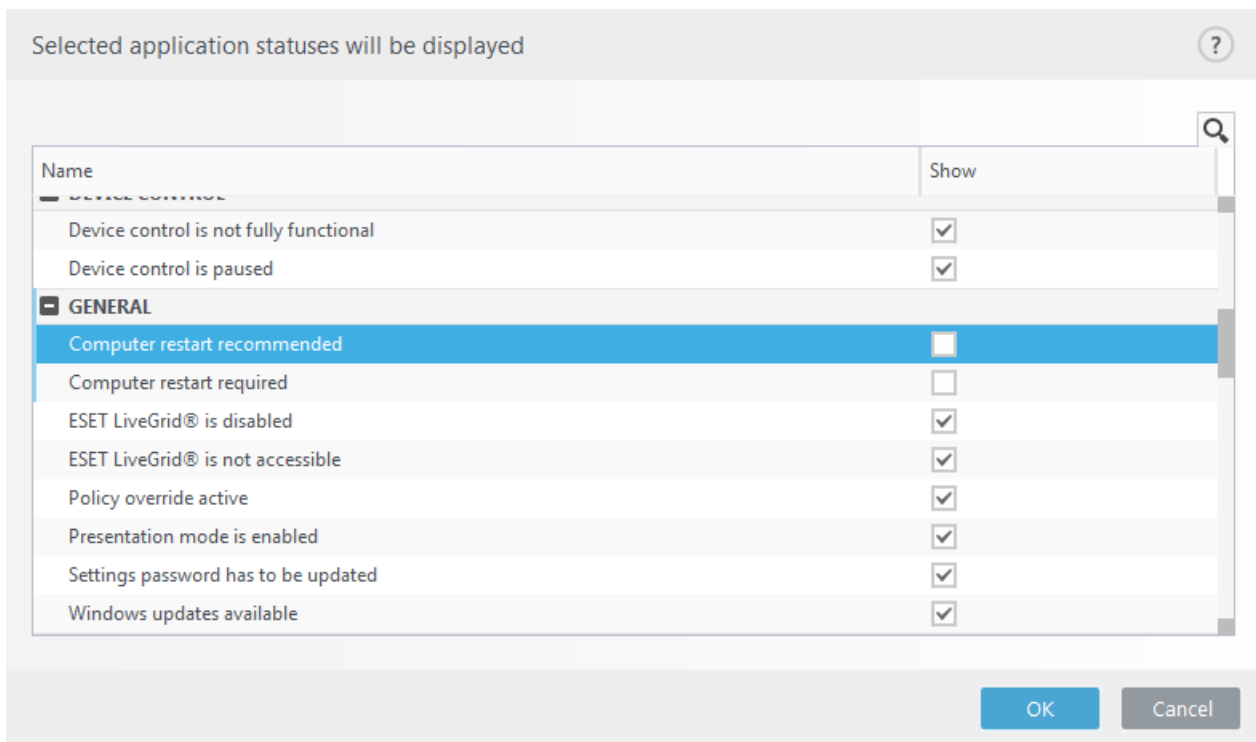 Selected application statuses will be displayed
?
Name Show
DEVICE CONTROL
Device control is not fully functional
Device control is paused
GENERAL
Computer restart recommended
Computer restart required
ESET LiveGrid® is disabled
ESET LiveGrid® is not accessible
Policy override active
Presentation mode is enabled
Settings password has to be updated
Windows updates available
OK Cancel